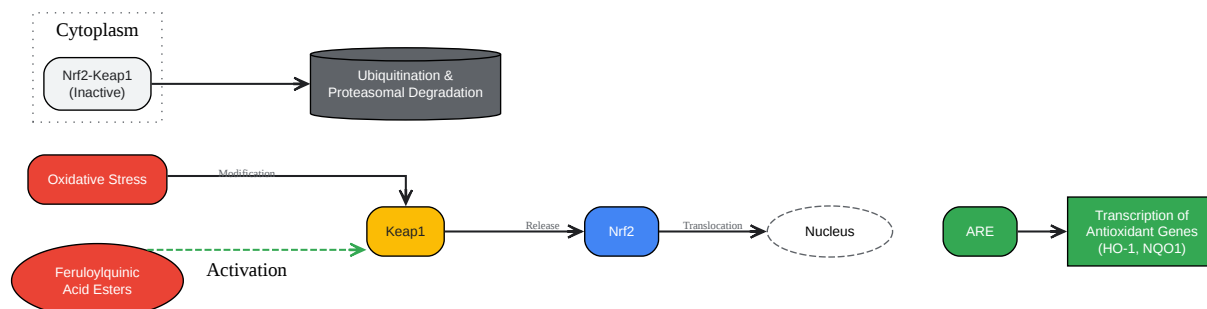 Cytoplasm
Nrf2-Keap1
(Inactive)
Ubiquitination &
Proteasomal Degradation
Oxidative Stress
Modification
Keap1
Release
Nrf2
Translocation
Nucleus
ARE
Transcription of
Antioxidant Genes
(HO-1, NQO1)
Feruloylquinic
Acid Esters
Activation